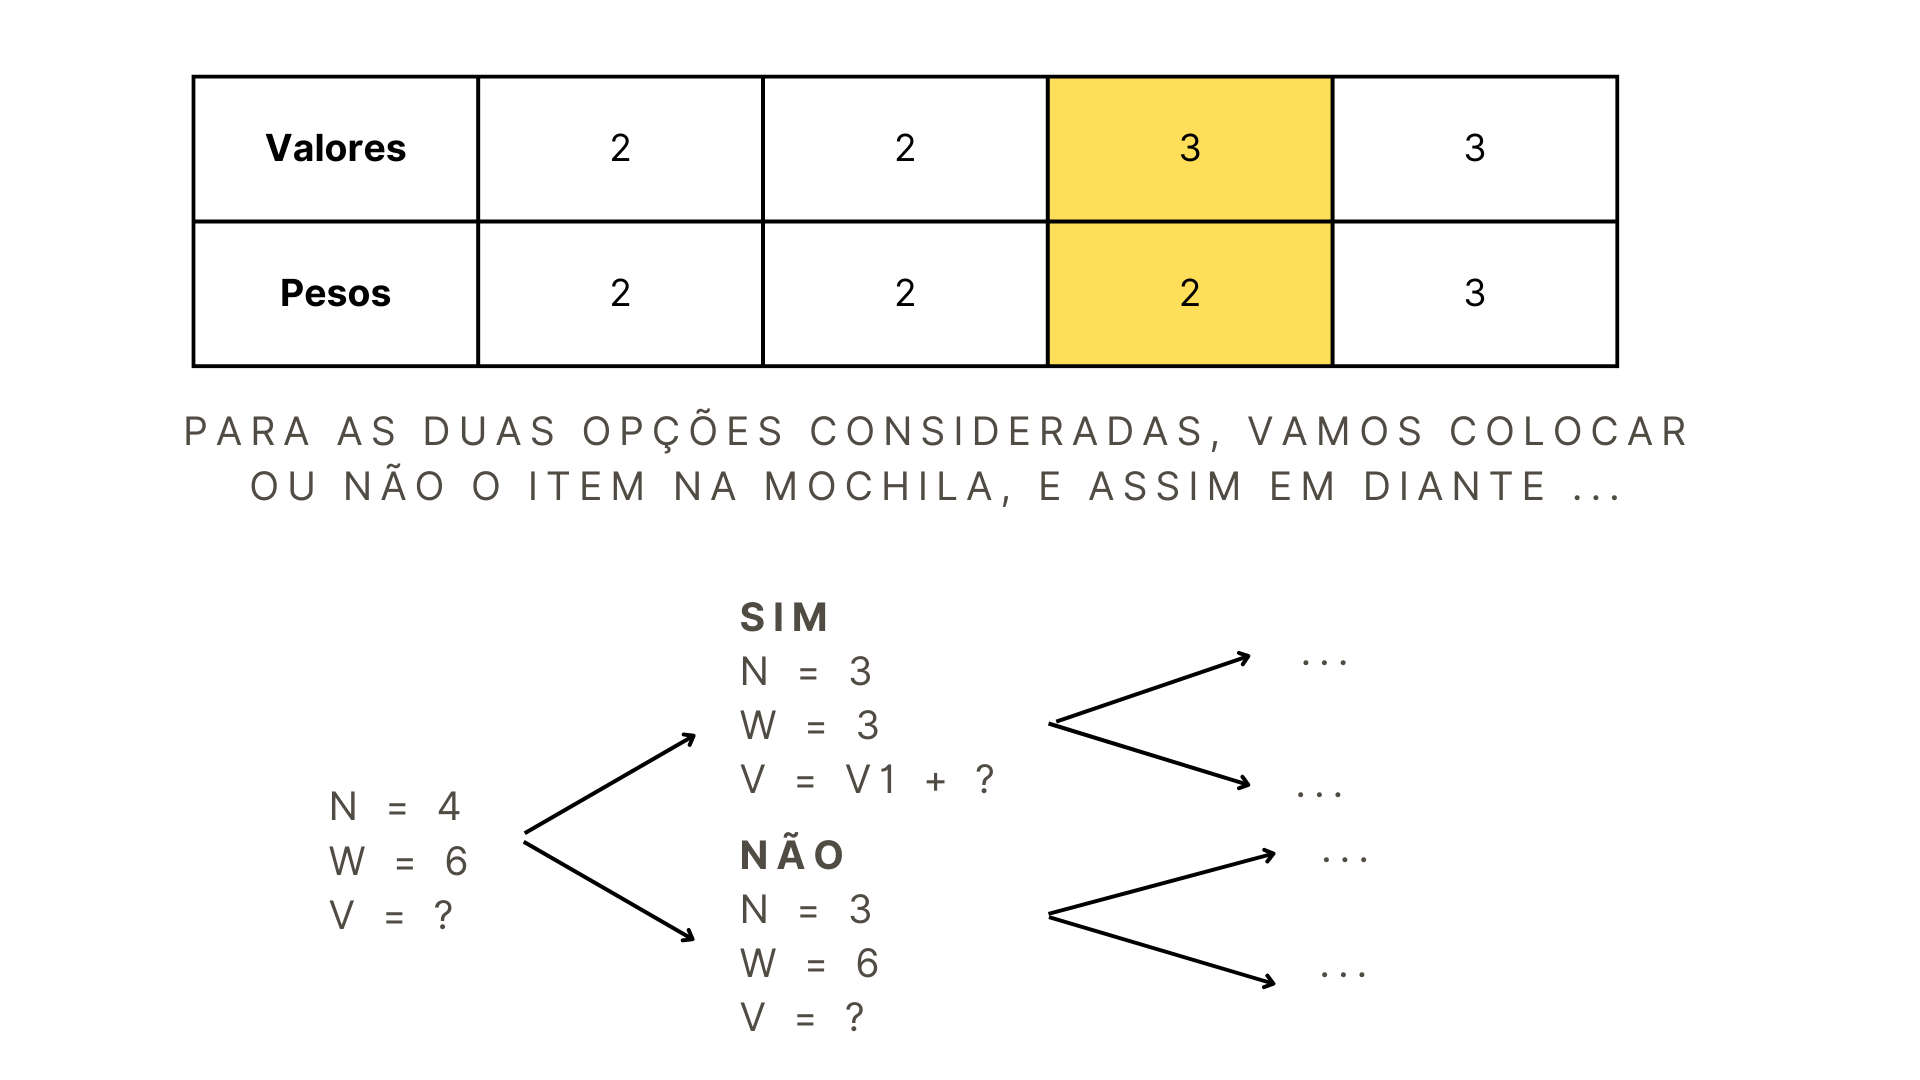 Valores 2 2 3 3
Pesos 2 2 2 3
PARA AS DUAS OPÇÕES CONSIDERADAS, VAMOS COLOCAR
OU NÃO O ITEM NA MOCHILA, E ASSIM EM DIANTE ...
N = 4
W = 6
V = ?
SIM
N = 3
W = 3
V = V1 + ?
NÃO
N = 3
W = 6
V = ?
...
...
...
...